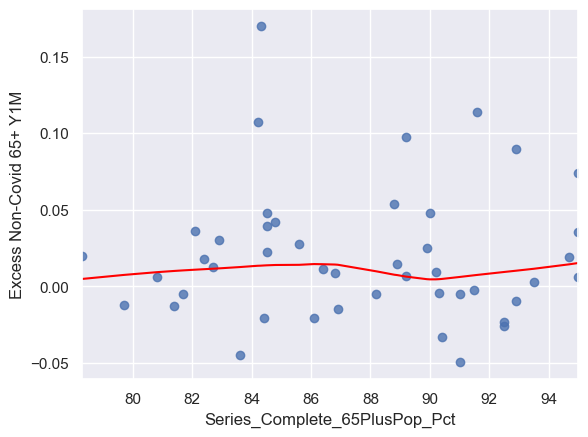 0.15
0.10
0.05
0.00
−0.05
Excess Non-Covid 65+ Y1M
80 82 84 86 88 90 92 94
Series_Complete_65PlusPop_Pct